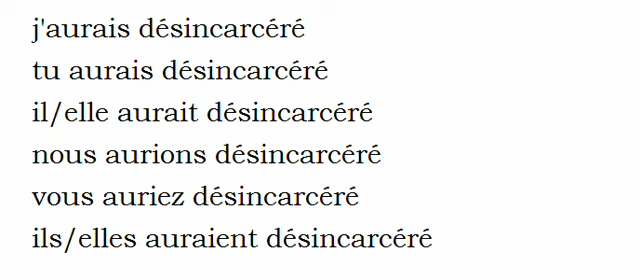 j'aurais désincarcéré
tu aurais désincarcéré
il/elle aurait désincarcéré
nous aurions désincarcéré
vous auriez désincarcéré
ils/elles auraient désincarcéré